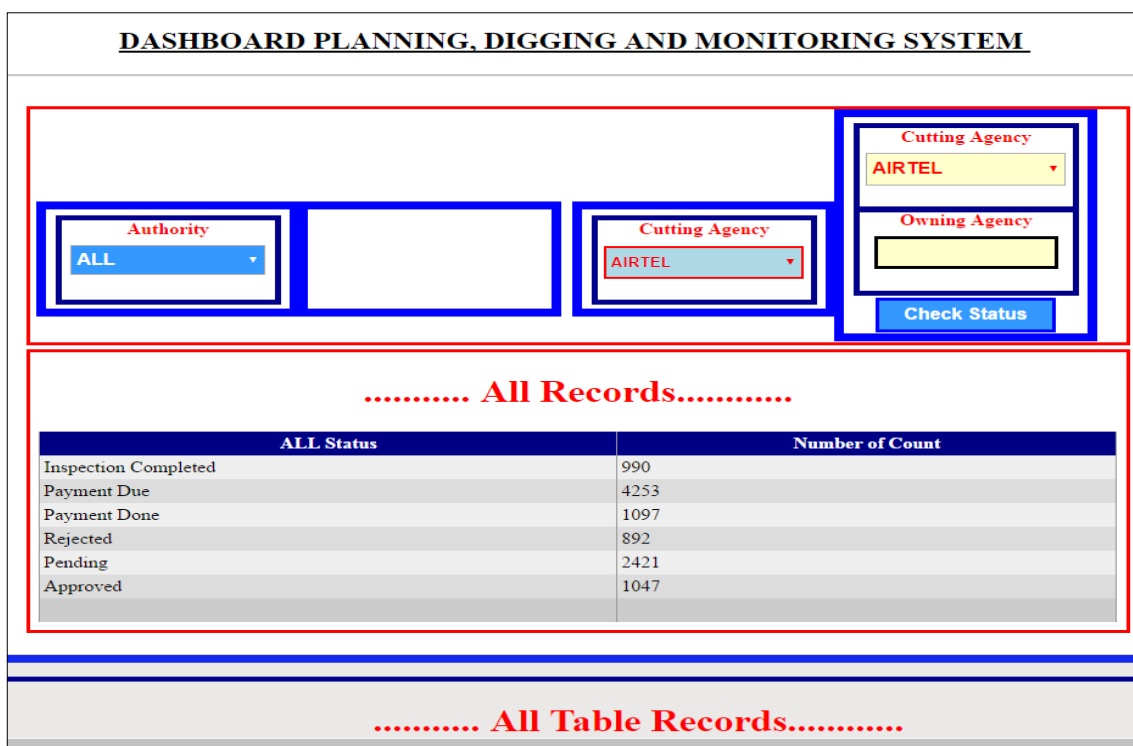 DASHBOARD PLANNING, DIGGING AND MONITORING SYSTEM
Authority
ALL
Cutting Agency
AIRTEL
Cutting Agency
AIRTEL
Owning Agency
Check Status
........... All Records............
ALL Status Number of Count
Inspection Completed 990
Payment Due 4253
Payment Done 1097
Rejected 892
Pending 2421
Approved 1047
........... All Table Records............